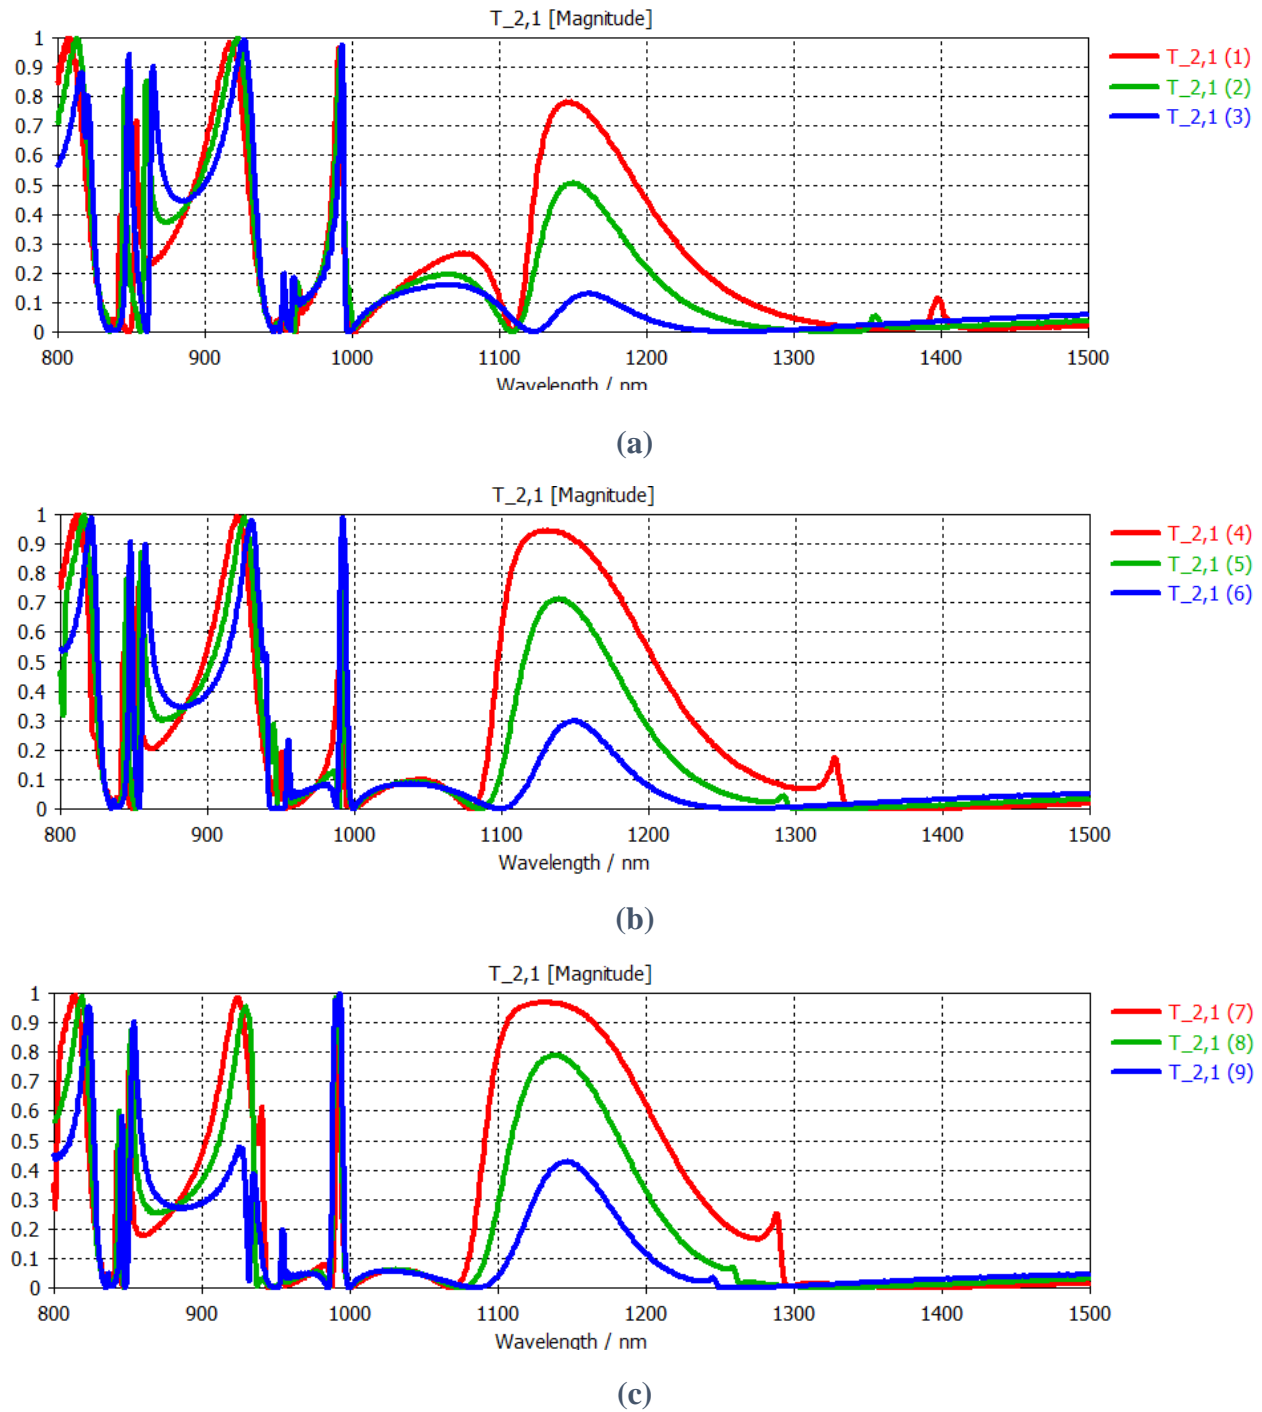 T_2,1 [Magnitude]
1
0.9
0.8
0.7
0.6
0.5
0.4
0.3
0.2
0.1
0
800 900 1000 1100 1200 1300 1400 1500
Wavelength / nm
T_2,1 (1)
T_2,1 (2)
T_2,1 (3)
(a)
T_2,1 [Magnitude]
1
0.9
0.8
0.7
0.6
0.5
0.4
0.3
0.2
0.1
0
800 900 1000 1100 1200 1300 1400 1500
Wavelength / nm
T_2,1 (4)
T_2,1 (5)
T_2,1 (6)
(b)
T_2,1 [Magnitude]
1
0.9
0.8
0.7
0.6
0.5
0.4
0.3
0.2
0.1
0
800 900 1000 1100 1200 1300 1400 1500
Wavelength / nm
T_2,1 (7)
T_2,1 (8)
T_2,1 (9)
(c)